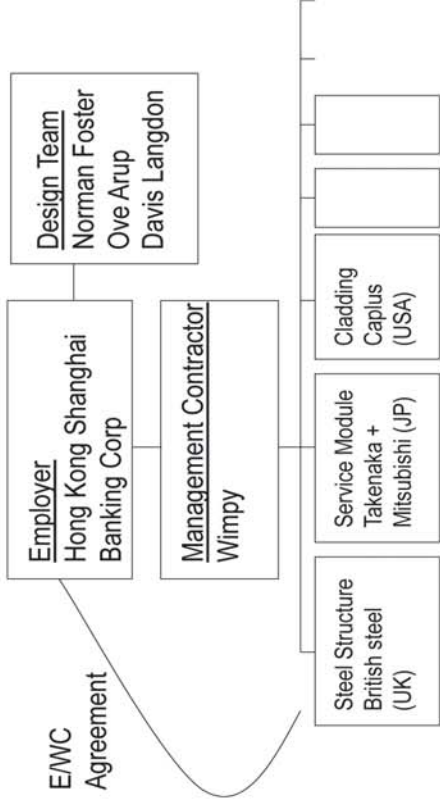 Employer
Hong Kong Shanghai
Banking Corp
Design Team
Norman Foster
Ove Arup
Davis Langdon
E/WC
Agreement
Management Contractor
Wimpy
Steel Structure
British steel
(UK)
Service Module
Takenaka +
Mitsubishi (JP)
Cladding
Caplus
(USA)